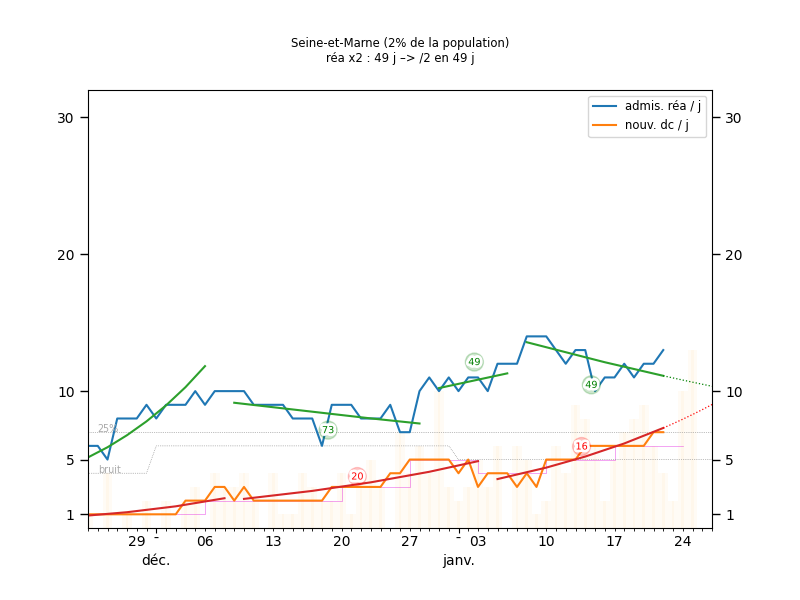 Seine-et-Marne (2% de la population)
réa x2 : 49 j –> /2 en 49 j
admis. réa / j
nouv. dc / j
30 30
20 20
10 10
5 5
1 1
25%
bruit
73
20
49
49
16
29 - 06 13 20 27 - 03 10 17 24
déc. janv.